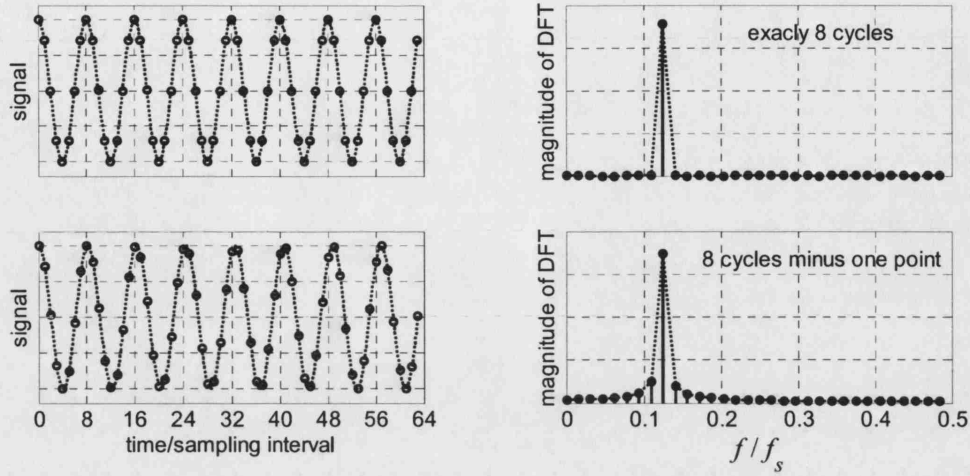 signal
magnitude of DFT
exacly 8 cycles
signal
0 8 16 24 32 40 48 56 64
time/sampling interval
magnitude of DFT
8 cycles minus one point
0 0.1 0.2 0.3 0.4 0.5
f/fs